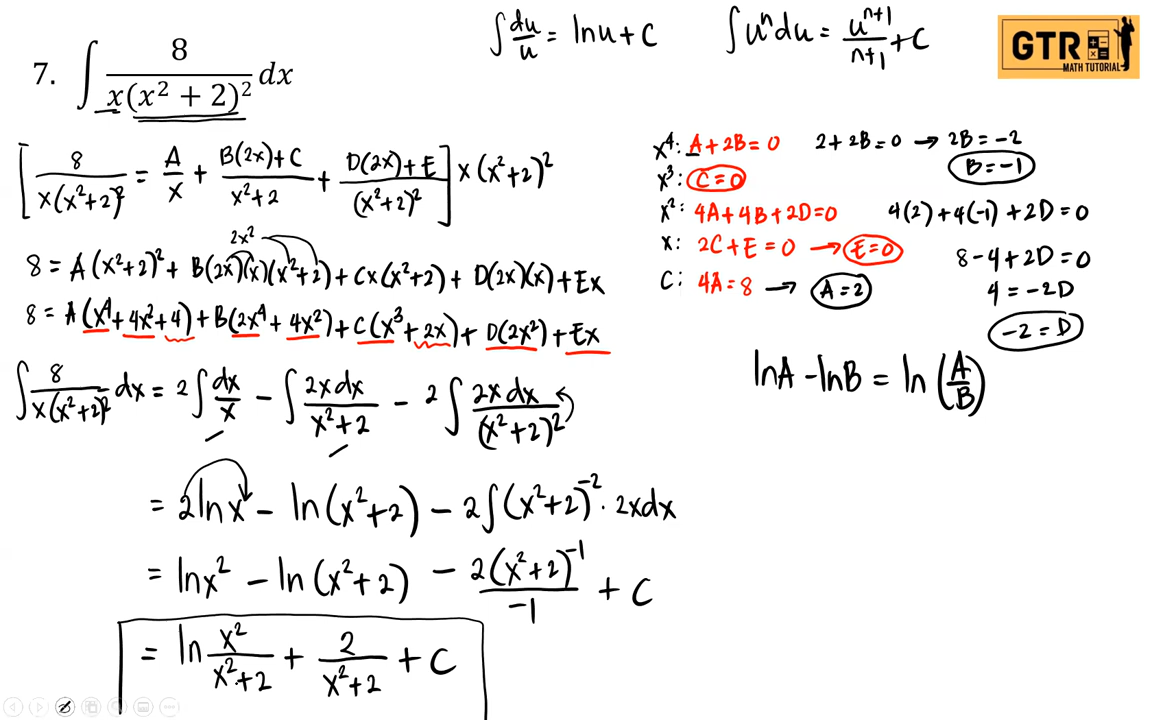 ∫ du/u = ln u + C    ∫ uⁿ du = uⁿ⁺¹/n+1 + C
GTR
MATH TUTORIAL
7. ∫ 8/x(x² + 2)² dx
[8/x(x²+2)² = A/x + B(2x)+C/x²+2 + D(2x)+E/(x²+2)²] x(x²+2)²
2x²
8 = A(x²+2)² + B(2x)(x)(x²+2) + Cx(x²+2) + D(2x)(x) + Ex
8 = A(x⁴+4x²+4) + B(2x⁴+4x²) + C(x³+2x) + D(2x²) + Ex
∫ 8/x(x²+2)² dx = 2∫ dx/x − ∫ 2x dx/x²+2 − 2∫ 2x dx/(x²+2)²
= 2 ln x − ln(x²+2) − 2∫(x²+2)⁻² · 2x dx
= ln x² − ln(x²+2) − 2(x²+2)⁻¹/−1 + C
= ln x²/x²+2 + 2/x²+2 + C
x⁴: A + 2B = 0    2 + 2B = 0 → 2B = −2
B = −1
x³: C = 0
x²: 4A + 4B + 2D = 0    4(2) + 4(−1) + 2D = 0
x: 2C + E = 0 → E = 0    8 − 4 + 2D = 0
C: 4A = 8 → A = 2    4 = −2D
−2 = D
ln A − ln B = ln(A/B)